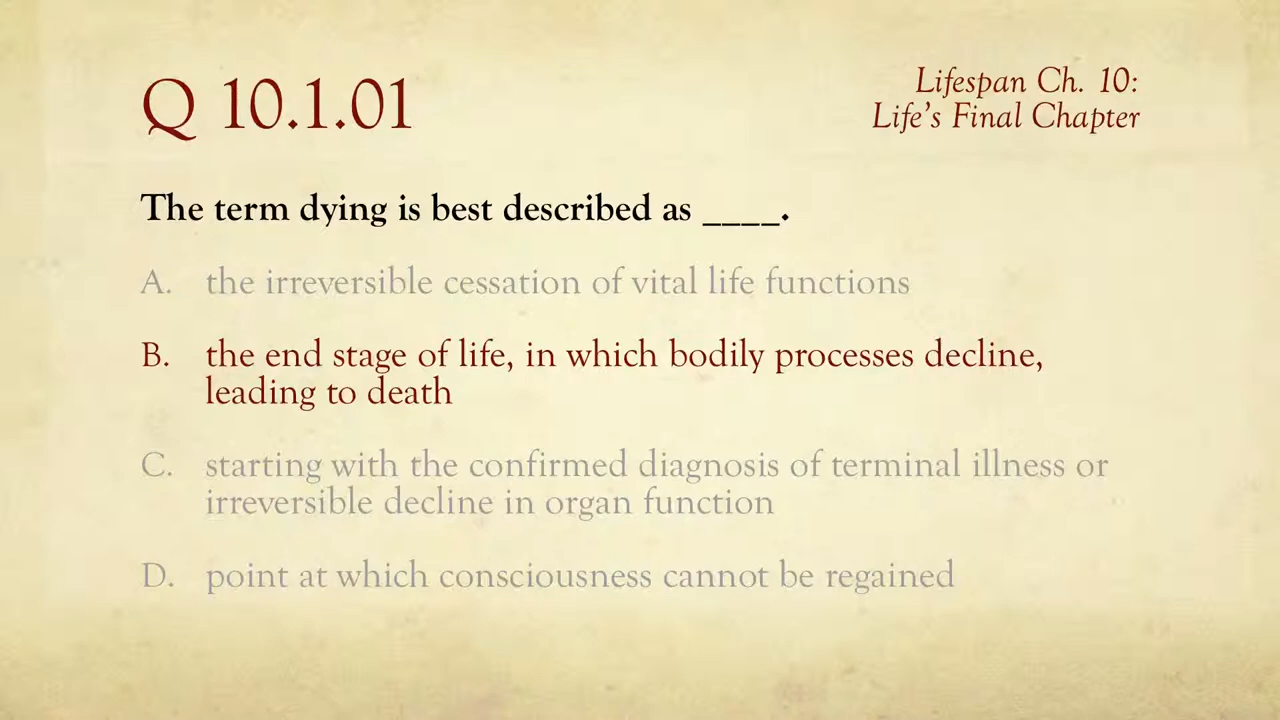 Q 10.1.01
Lifespan Ch. 10:
Life's Final Chapter
The term dying is best described as ____.
A. the irreversible cessation of vital life functions
B. the end stage of life, in which bodily processes decline,
leading to death
C. starting with the confirmed diagnosis of terminal illness or
irreversible decline in organ function
D. point at which consciousness cannot be regained